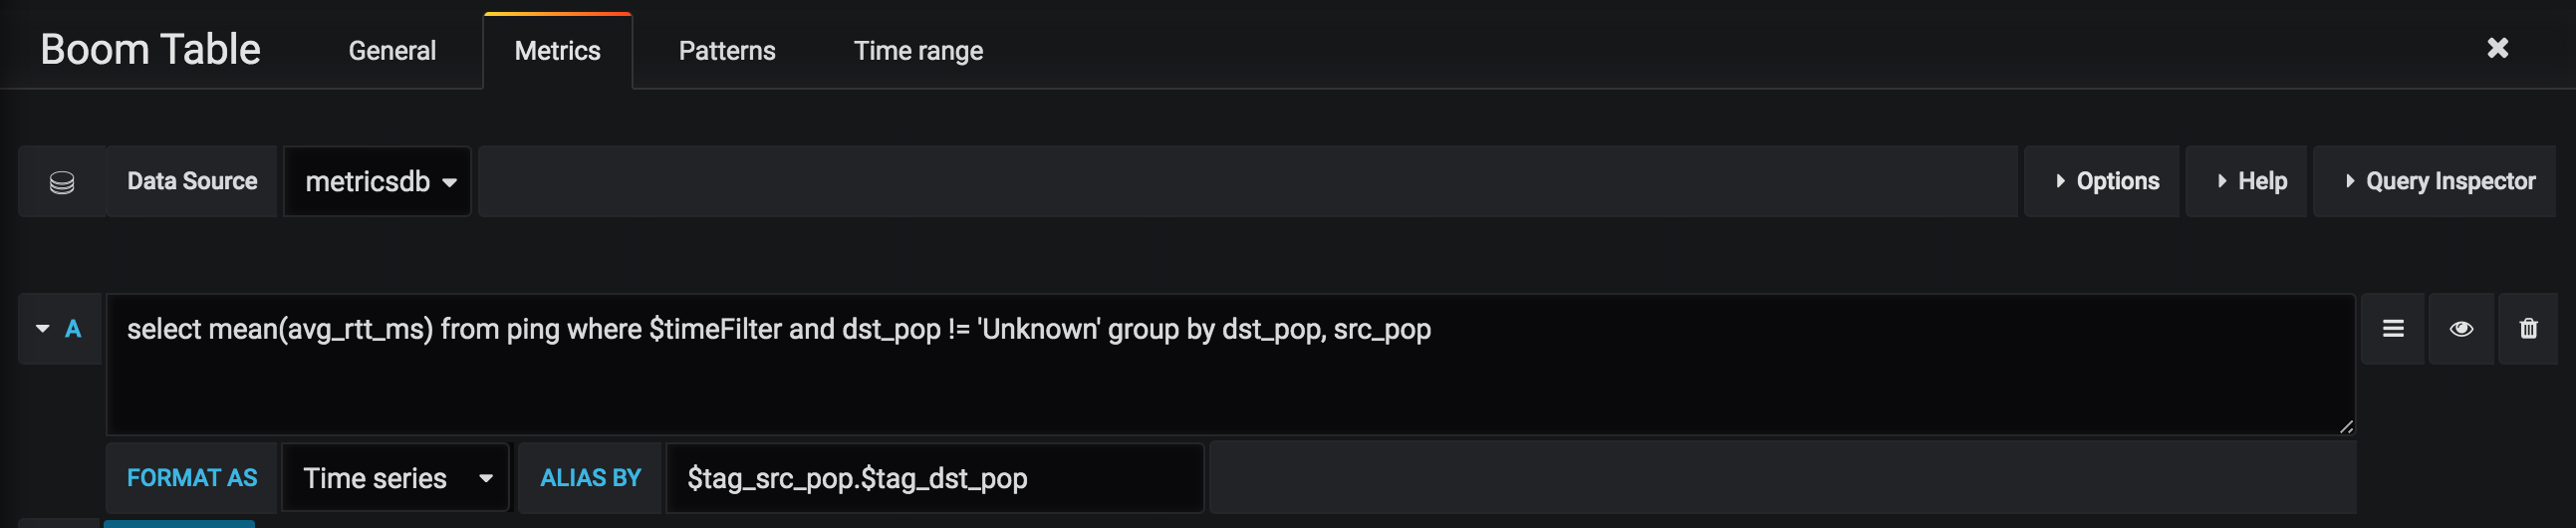 Boom Table General Metrics Patterns Time range
Data Source metricsdb Options Help Query Inspector
A select mean(avg_rtt_ms) from ping where $timeFilter and dst_pop != 'Unknown' group by dst_pop, src_pop
FORMAT AS Time series ALIAS BY $tag_src_pop.$tag_dst_pop